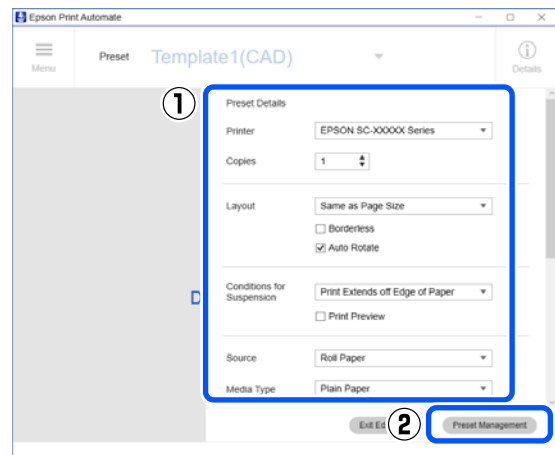 Epson Print Automate
Menu
Preset
Template1(CAD)
Details
①
Preset Details
Printer
EPSON SC-XXXXX Series
Copies
1
Layout
Same as Page Size
Borderless
Auto Rotate
Conditions for
Suspension
Print Extends off Edge of Paper
Print Preview
D
Source
Roll Paper
Media Type
Plain Paper
Exit Ed
②
Preset Management